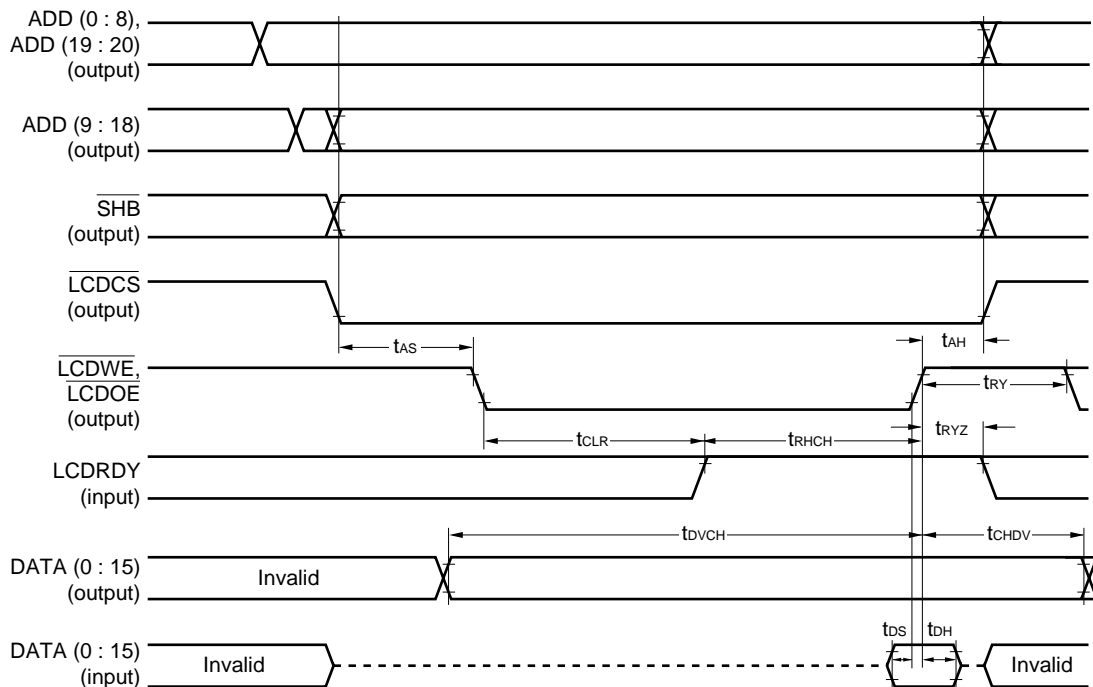 ADD (0 : 8),
ADD (19 : 20)
(output)
ADD (9 : 18)
(output)
SHB
(output)
LCDCS
(output)
tAS
tAH
LCDWE,
LCDOE
(output)
tRY
tCLR
tRHCH
tRYZ
LCDRDY
(input)
tDVCH
tCHDV
DATA (0 : 15)
(output)
Invalid
tDS
tDH
DATA (0 : 15)
(input)
Invalid
Invalid